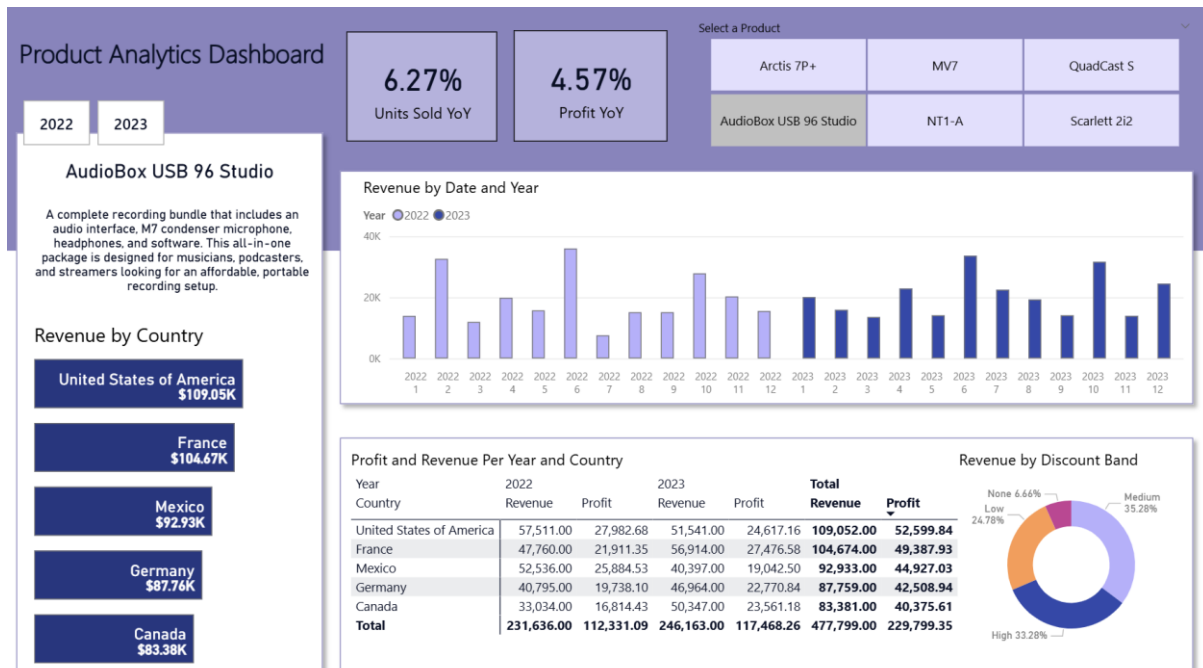 Product Analytics Dashboard
6.27%
Units Sold YoY
4.57%
Profit YoY
Select a Product
Arctis 7P+
MV7
QuadCast S
AudioBox USB 96 Studio
NT1-A
Scarlett 2i2
2022
2023
AudioBox USB 96 Studio
A complete recording bundle that includes an
audio interface, M7 condenser microphone,
headphones, and software. This all-in-one
package is designed for musicians, podcasters,
and streamers looking for an affordable, portable
recording setup.
Revenue by Country
United States of America
$109.05K
France
$104.67K
Mexico
$92.93K
Germany
$87.76K
Canada
$83.38K
Revenue by Date and Year
Year 2022 2023
40K
20K
0K
2022 2022 2022 2022 2022 2022 2022 2022 2022 2022 2022 2022 2023 2023 2023 2023 2023 2023 2023 2023 2023 2023 2023 2023
1 2 3 4 5 6 7 8 9 10 11 12 1 2 3 4 5 6 7 8 9 10 11 12
Profit and Revenue Per Year and Country
Year 2022 2023 Total
Country Revenue Profit Revenue Profit Revenue Profit
United States of America 57,511.00 27,982.68 51,541.00 24,617.16 109,052.00 52,599.84
France 47,760.00 21,911.35 56,914.00 27,476.58 104,674.00 49,387.93
Mexico 52,536.00 25,884.53 40,397.00 19,042.50 92,933.00 44,927.03
Germany 40,795.00 19,738.10 46,964.00 22,770.84 87,759.00 42,508.94
Canada 33,034.00 16,814.43 50,347.00 23,561.18 83,381.00 40,375.61
Total 231,636.00 112,331.09 246,163.00 117,468.26 477,799.00 229,799.35
Revenue by Discount Band
None 6.66%
Low
24.78%
Medium
35.28%
High 33.28%